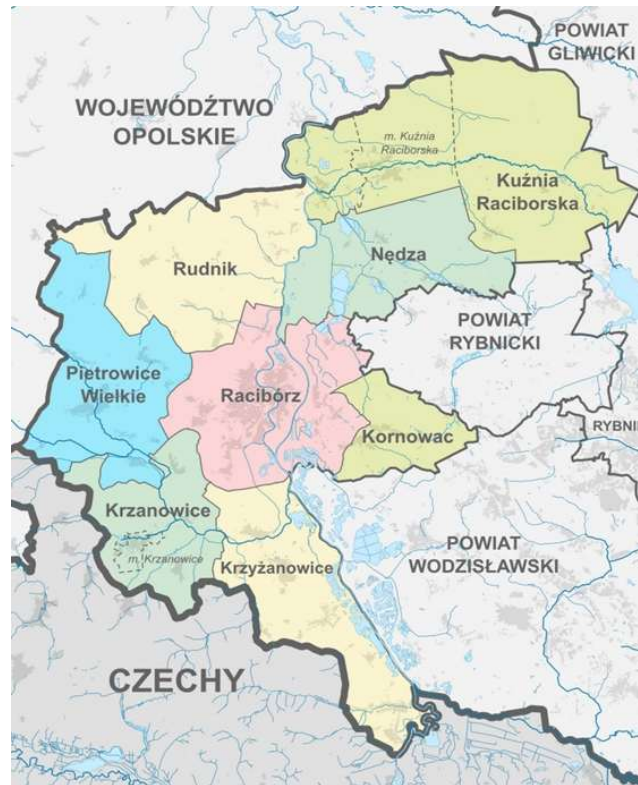 POWIAT
GLIWICKI
WOJEWÓDŹTWO
OPOLSKIE
m. Kuźnia
Raciborska
Kuźnia
Raciborska
Rudnik
Nędza
POWIAT
RYBNICKI
Pietrowice
Wielkie
Racibórz
Kornowac
RYBNI
Krzanowice
m. Krzanowice
Krzyżanowice
POWIAT
WODZISŁAWSKI
CZECHY